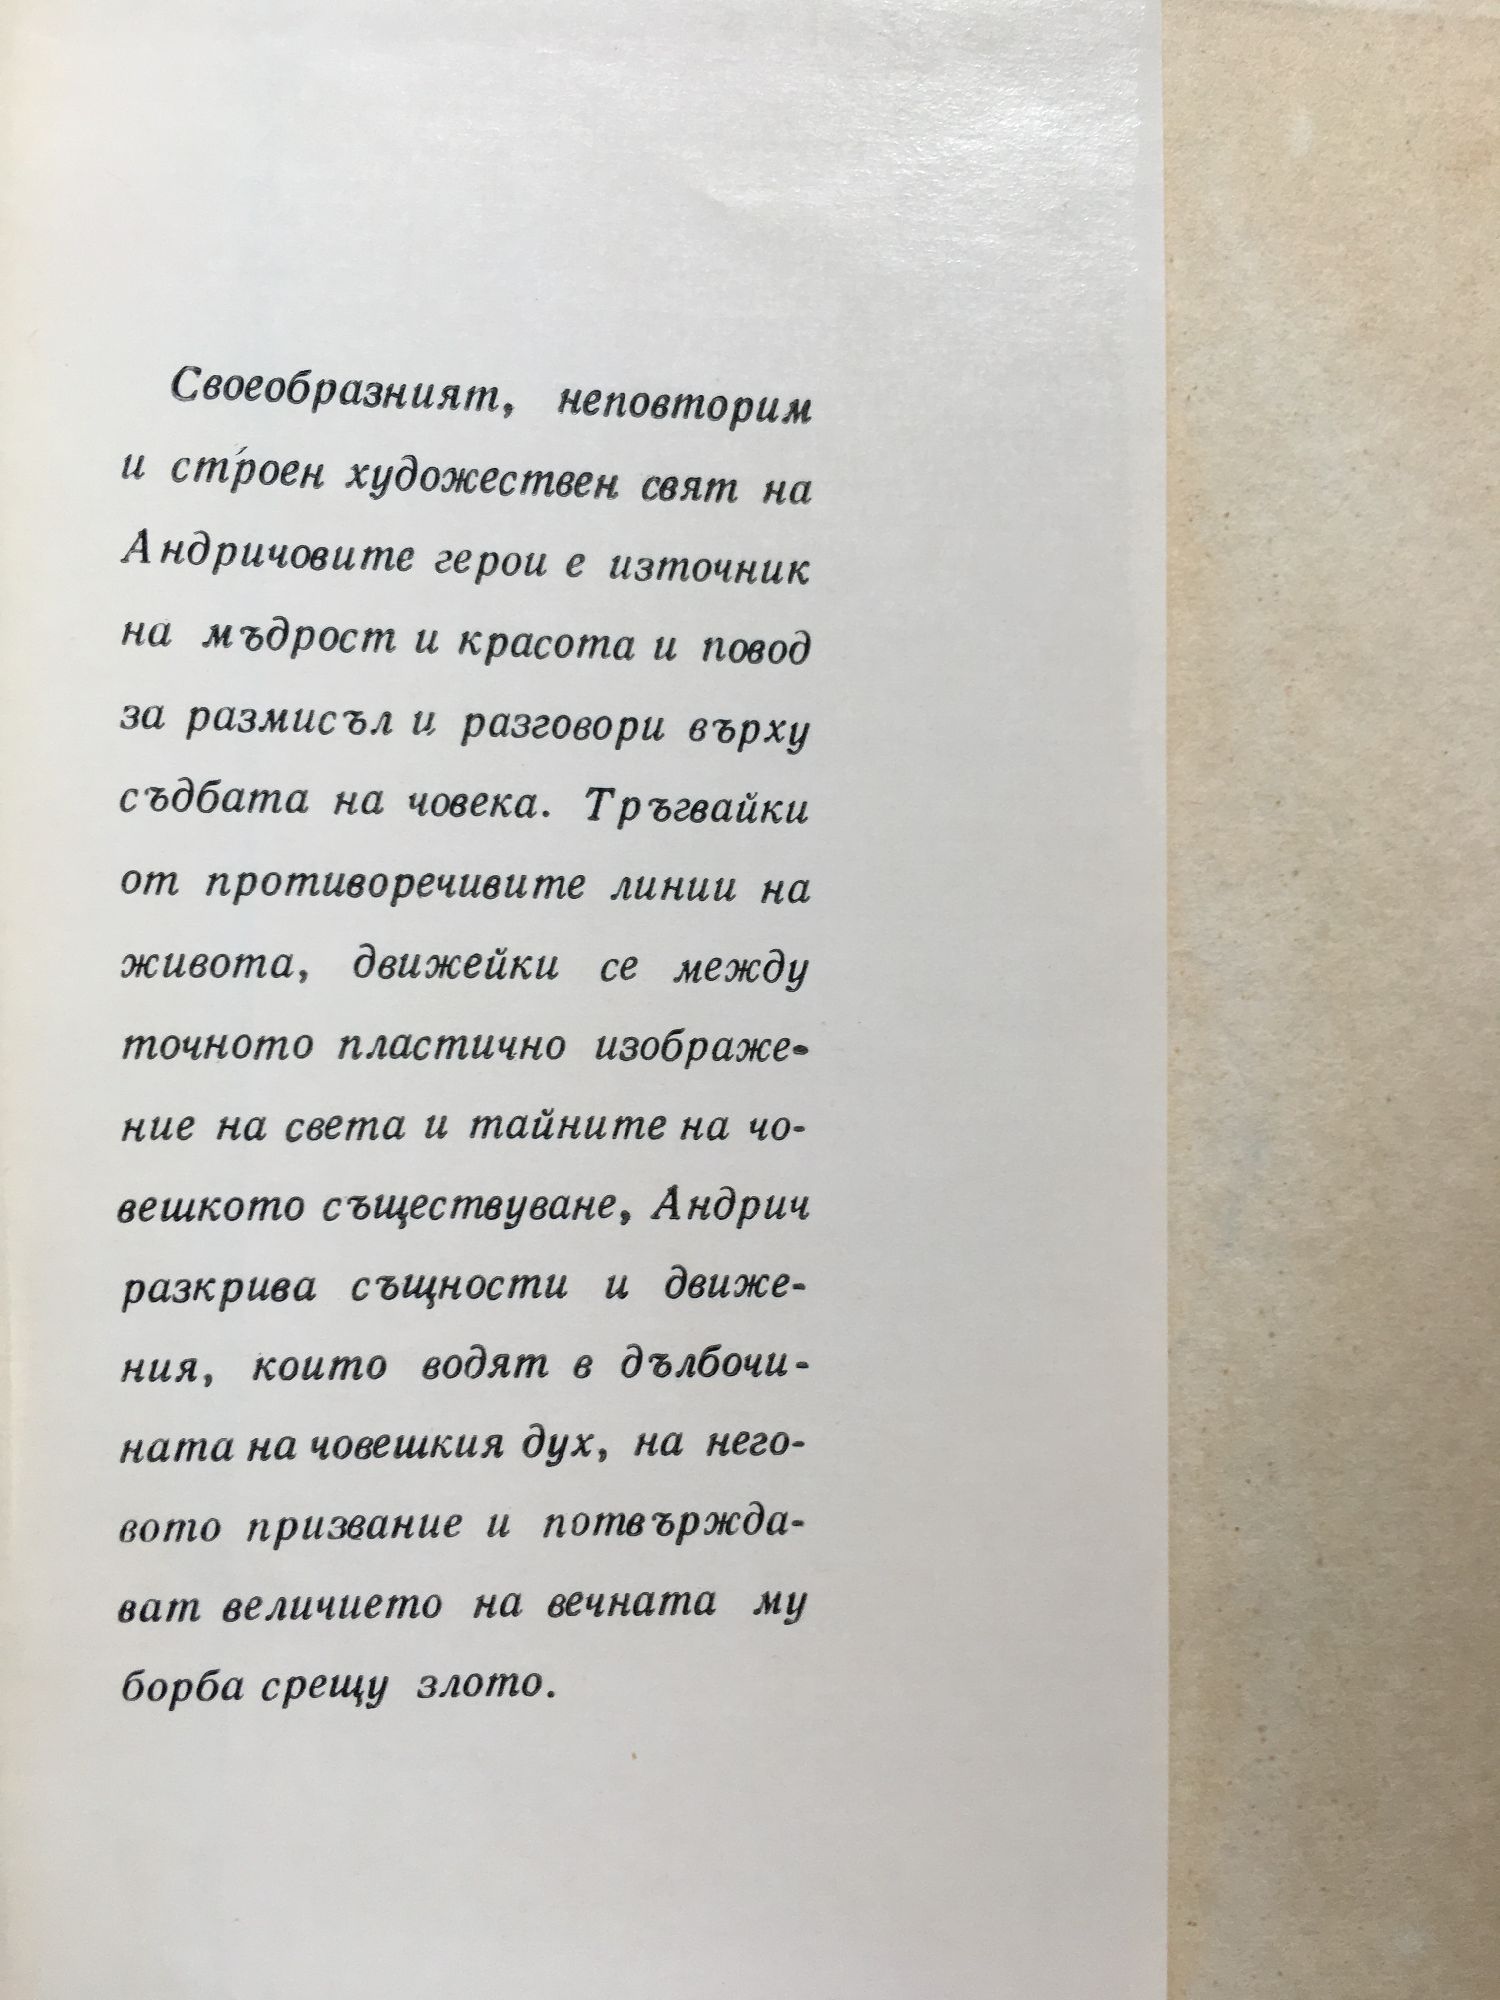 Своеобразният, неповторим
и строен художествен свят на
Андричовите герои е източник
на мъдрост и красота и повод
за размисъл и разговори върху
съдбата на човека. Тръгвайки
от противоречивите линии на
живота, движейки се между
точното пластично изображе-
ние на света и тайните на чо-
вешкото съществуване, Андрич
разкрива същности и движе-
ния, които водят в дълбочи-
ната на човешкия дух, на него-
вото призвание и потвържда-
ват величието на вечната му
борба срещу злото.